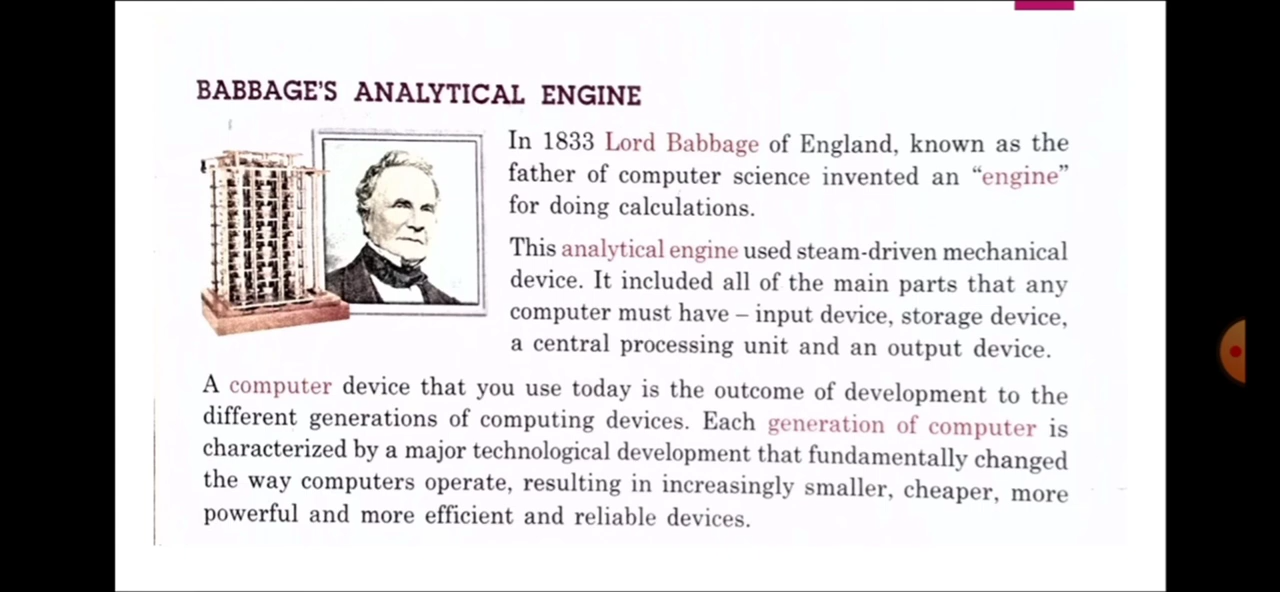 BABBAGE'S ANALYTICAL ENGINE
In 1833 Lord Babbage of England, known as the
father of computer science invented an “engine”
for doing calculations.
This analytical engine used steam-driven mechanical
device. It included all of the main parts that any
computer must have – input device, storage device,
a central processing unit and an output device.
A computer device that you use today is the outcome of development to the
different generations of computing devices. Each generation of computer is
characterized by a major technological development that fundamentally changed
the way computers operate, resulting in increasingly smaller, cheaper, more
powerful and more efficient and reliable devices.